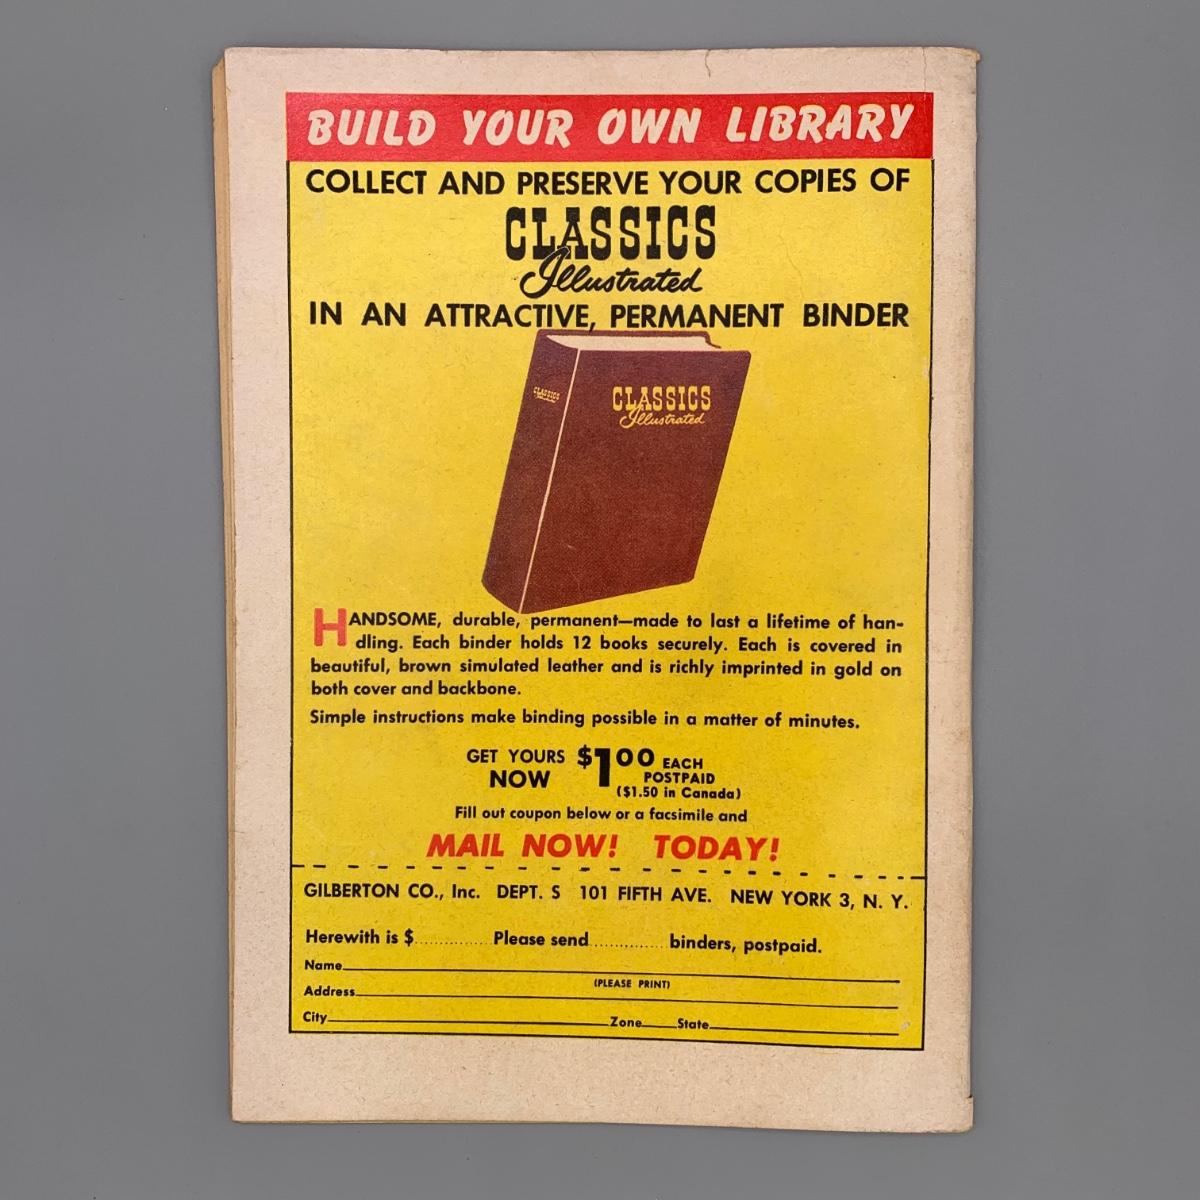 BUILD YOUR OWN LIBRARY
COLLECT AND PRESERVE YOUR COPIES OF
CLASSICS
Illustrated
IN AN ATTRACTIVE, PERMANENT BINDER
CLASSICS
Illustrated
CLASSICS
Illustrated
HANDSOME, durable, permanent—made to last a lifetime of han-
dling. Each binder holds 12 books securely. Each is covered in
beautiful, brown simulated leather and is richly imprinted in gold on
both cover and backbone.
Simple instructions make binding possible in a matter of minutes.
GET YOURS NOW $1.00 EACH
POSTPAID
($1.50 in Canada)
Fill out coupon below or a facsimile and
MAIL NOW! TODAY!
GILBERTON CO., Inc. DEPT. S 101 FIFTH AVE. NEW YORK 3, N. Y.
Herewith is $.............. Please send.............. binders, postpaid.
Name
(PLEASE PRINT)
Address
City Zone State